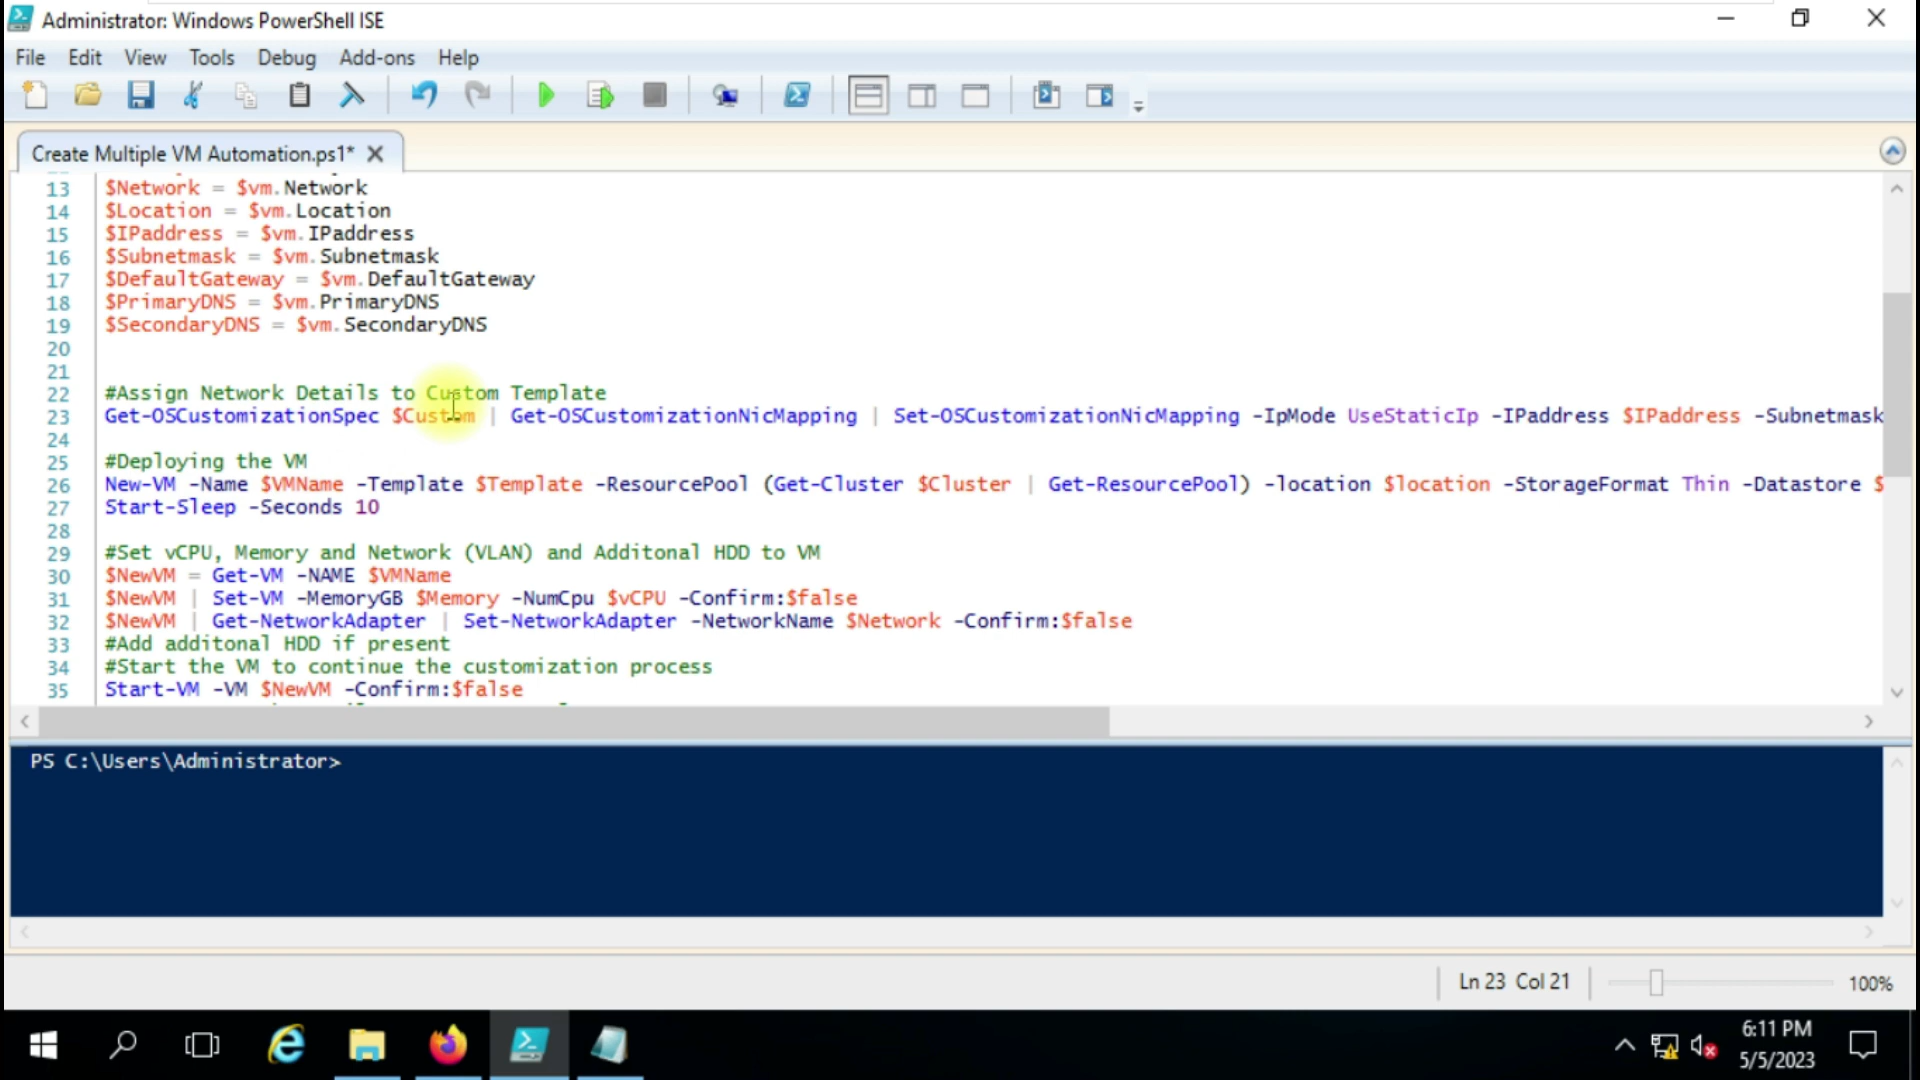 Administrator: Windows PowerShell ISE
File Edit View Tools Debug Add-ons Help
Create Multiple VM Automation.ps1*
13 $Network = $vm.Network
14 $Location = $vm.Location
15 $IPaddress = $vm.IPaddress
16 $Subnetmask = $vm.Subnetmask
17 $DefaultGateway = $vm.DefaultGateway
18 $PrimaryDNS = $vm.PrimaryDNS
19 $SecondaryDNS = $vm.SecondaryDNS
20
21
22 #Assign Network Details to Custom Template
23 Get-OSCustomizationSpec $Custom | Get-OSCustomizationNicMapping | Set-OSCustomizationNicMapping -IpMode UseStaticIp -IPaddress $IPaddress -Subnetmask
24
25 #Deploying the VM
26 New-VM -Name $VMName -Template $Template -ResourcePool (Get-Cluster $Cluster | Get-ResourcePool) -location $location -StorageFormat Thin -Datastore $
27 Start-Sleep -Seconds 10
28
29 #Set vCPU, Memory and Network (VLAN) and Additonal HDD to VM
30 $NewVM = Get-VM -NAME $VMName
31 $NewVM | Set-VM -MemoryGB $Memory -NumCpu $vCPU -Confirm:$false
32 $NewVM | Get-NetworkAdapter | Set-NetworkAdapter -NetworkName $Network -Confirm:$false
33 #Add additonal HDD if present
34 #Start the VM to continue the customization process
35 Start-VM -VM $NewVM -Confirm:$false
PS C:\Users\Administrator>
Ln 23 Col 21
100%
6:11 PM
5/5/2023